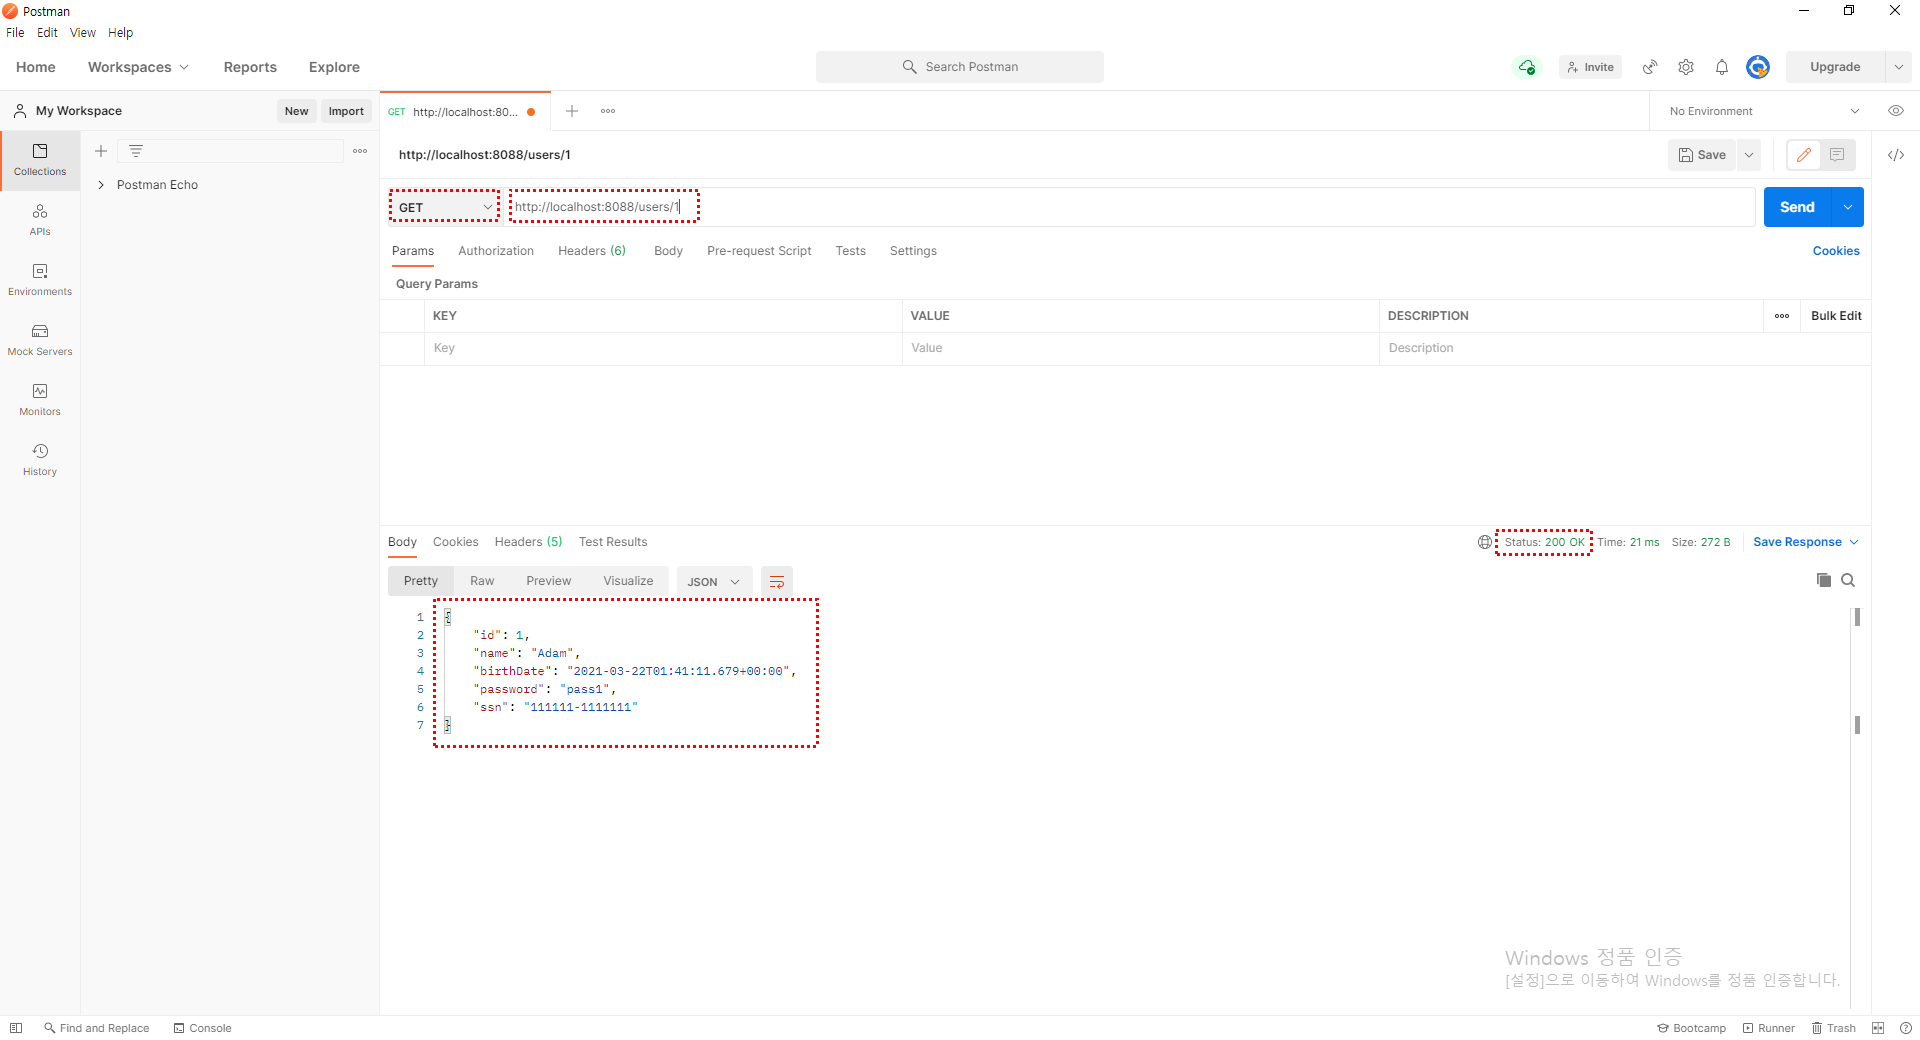 Postman
File Edit View Help
Home Workspaces Reports Explore Search Postman Invite Upgrade
My Workspace New Import GET http://localhost:80... No Environment
http://localhost:8088/users/1 Save
Collections
Postman Echo
GET http://localhost:8088/users/1 Send
APIs
Params Authorization Headers (6) Body Pre-request Script Tests Settings Cookies
Environments
Query Params
KEY VALUE DESCRIPTION Bulk Edit
Key Value Description
Mock Servers
Monitors
History
Body Cookies Headers (5) Test Results Status: 200 OK Time: 21 ms Size: 272 B Save Response
Pretty Raw Preview Visualize JSON
1 {
2 "id": 1,
3 "name": "Adam",
4 "birthDate": "2021-03-22T01:41:11.679+00:00",
5 "password": "pass1",
6 "ssn": "111111-1111111"
7 }
Windows 정품 인증
[설정]으로 이동하여 Windows를 정품 인증합니다.
Find and Replace Console Bootcamp Runner Trash